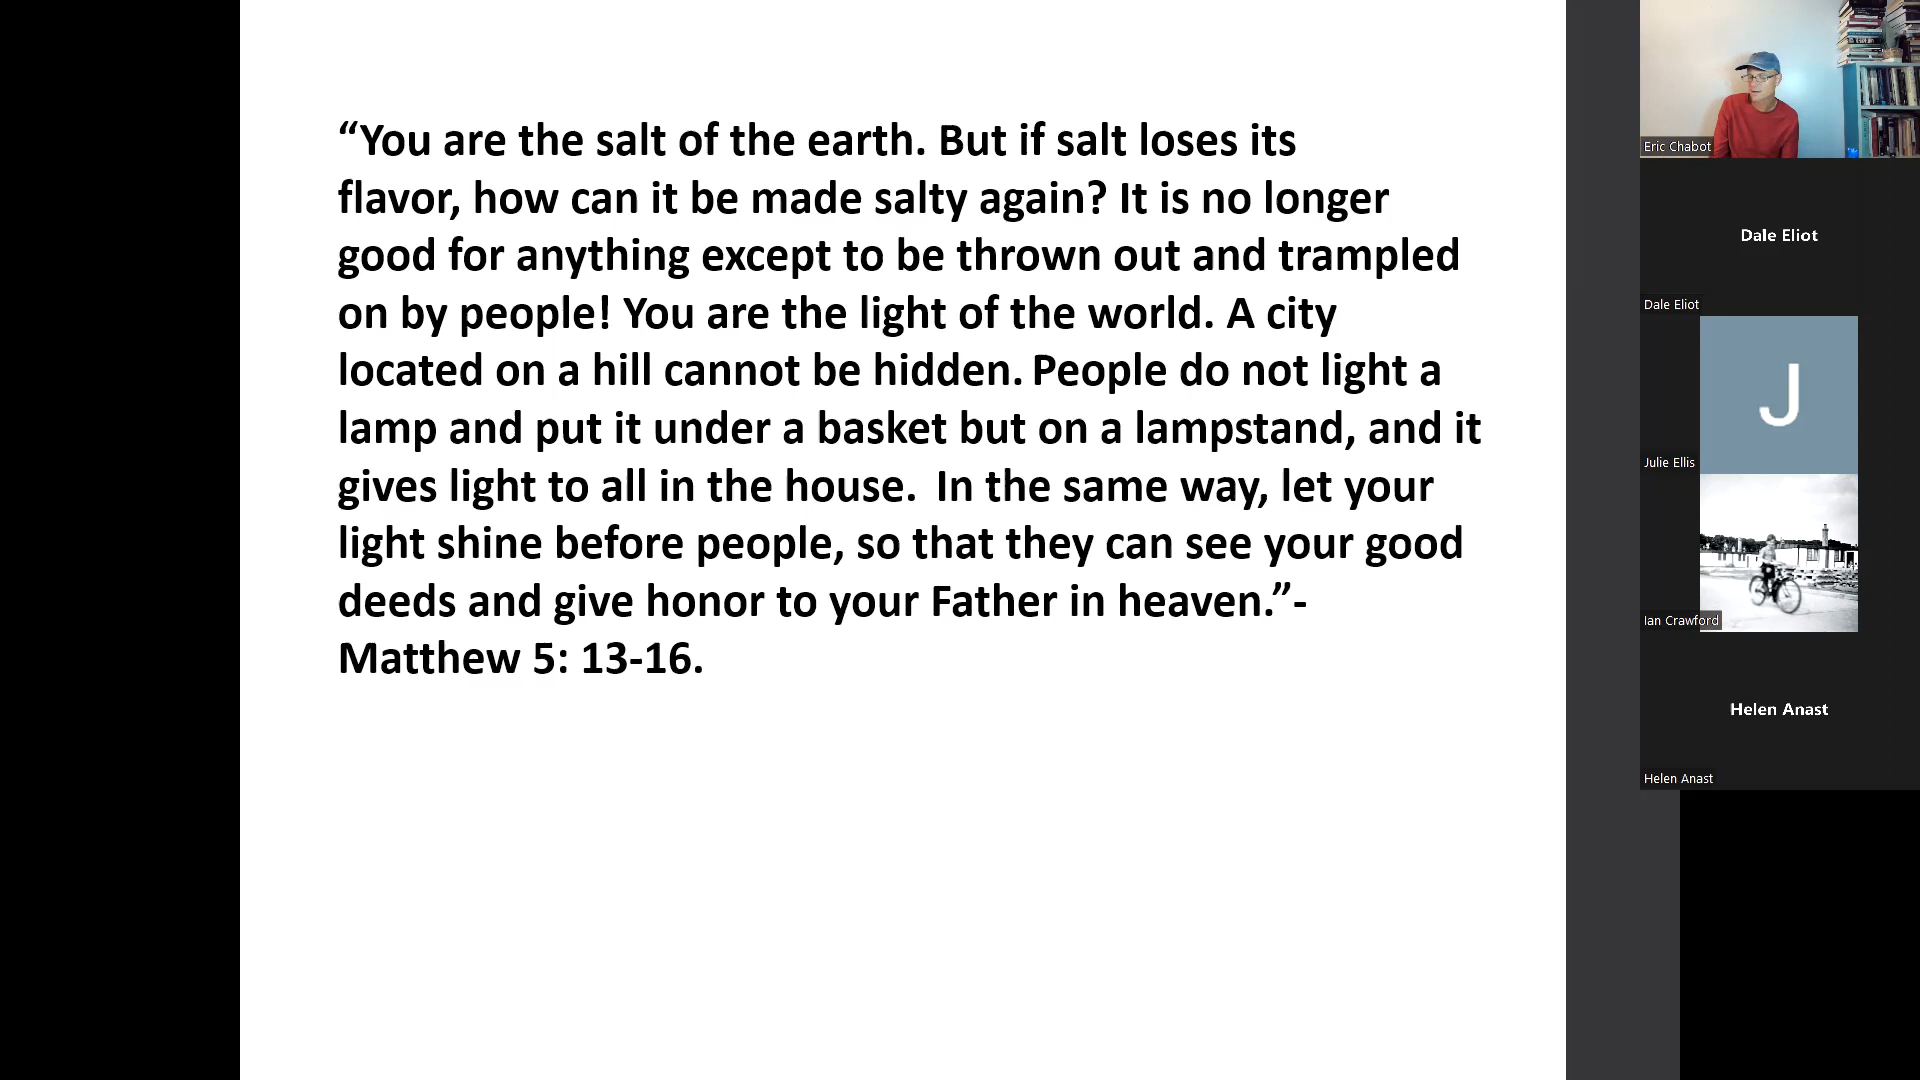 “You are the salt of the earth. But if salt loses its
flavor, how can it be made salty again? It is no longer
good for anything except to be thrown out and trampled
on by people! You are the light of the world. A city
located on a hill cannot be hidden. People do not light a
lamp and put it under a basket but on a lampstand, and it
gives light to all in the house.  In the same way, let your
light shine before people, so that they can see your good
deeds and give honor to your Father in heaven.”-
Matthew 5: 13-16.
Eric Chabot
Dale Eliot
Dale Eliot
J
Julie Ellis
Ian Crawford
Helen Anast
Helen Anast